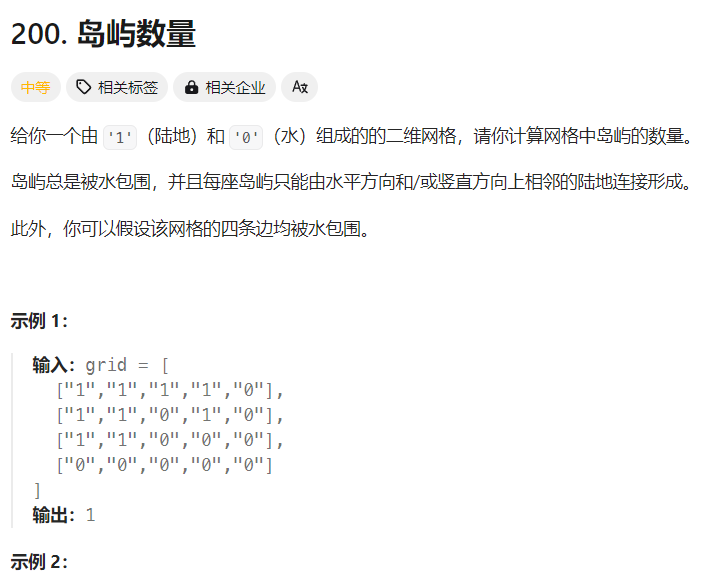 200. 岛屿数量
中等 相关标签 相关企业 A文
给你一个由 '1'（陆地）和 '0'（水）组成的的二维网格，请你计算网格中岛屿的数量。
岛屿总是被水包围，并且每座岛屿只能由水平方向和/或竖直方向上相邻的陆地连接形成。
此外，你可以假设该网格的四条边均被水包围。
示例 1：
输入：grid = [
["1","1","1","1","0"],
["1","1","0","1","0"],
["1","1","0","0","0"],
["0","0","0","0","0"]
]
输出：1
示例 2：